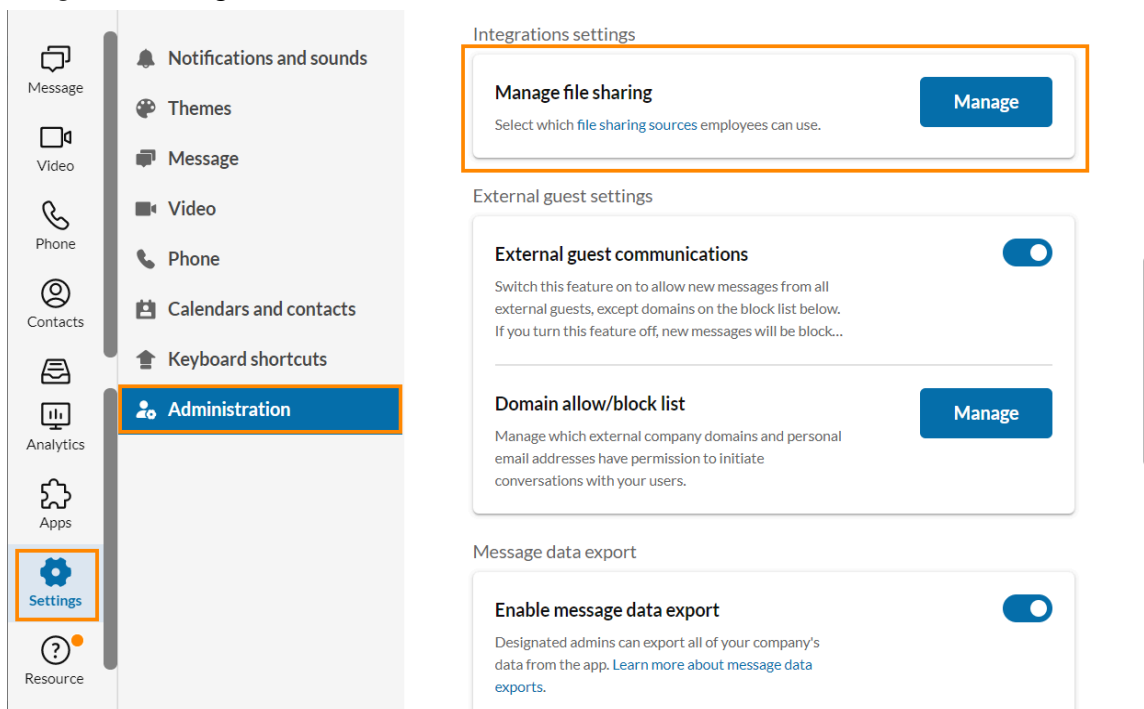 Message
Video
Phone
Contacts
Analytics
Apps
Settings
Resource
Notifications and sounds
Themes
Message
Video
Phone
Calendars and contacts
Keyboard shortcuts
Administration
Integrations settings
Manage file sharing
Select which file sharing sources employees can use.
Manage
External guest settings
External guest communications
Switch this feature on to allow new messages from all
external guests, except domains on the block list below.
If you turn this feature off, new messages will be block...
Domain allow/block list
Manage which external company domains and personal
email addresses have permission to initiate
conversations with your users.
Manage
Message data export
Enable message data export
Designated admins can export all of your company's
data from the app. Learn more about message data
exports.